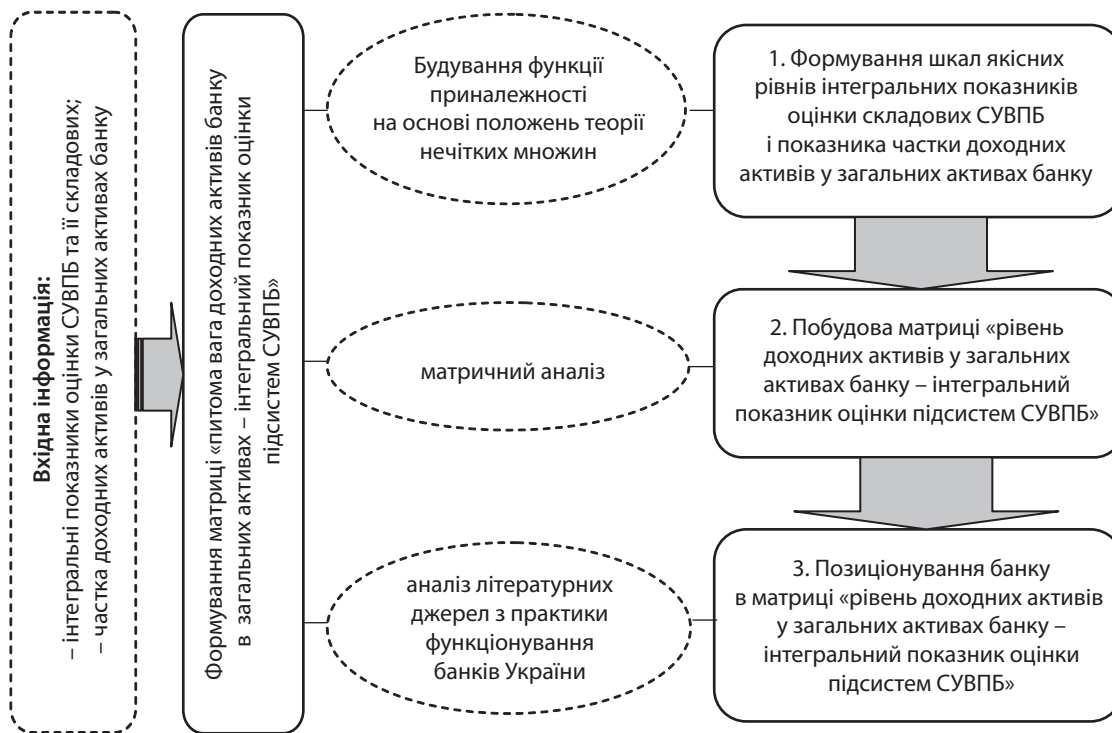 Вхідна інформація:
– інтегральні показники оцінки СУВПБ та її складових;
– частка доходних активів у загальних активах банку
Формування матриці «питома вага доходних активів банку
в загальних активах – інтегральний показник оцінки
підсистем СУВПБ»
Будування функції
приналежності
на основі положень теорії
нечітких множин
1. Формування шкал якісних
рівнів інтегральних показників
оцінки складових СУВПБ
і показника частки доходних
активів у загальних активах банку
матричний аналіз
2. Побудова матриці «рівень
доходних активів у загальних
активах банку – інтегральний
показник оцінки підсистем СУВПБ»
аналіз літературних
джерел з практики
функціонування
банків України
3. Позиціонування банку
в матриці «рівень доходних активів
у загальних активах банку –
інтегральний показник оцінки
підсистем СУВПБ»